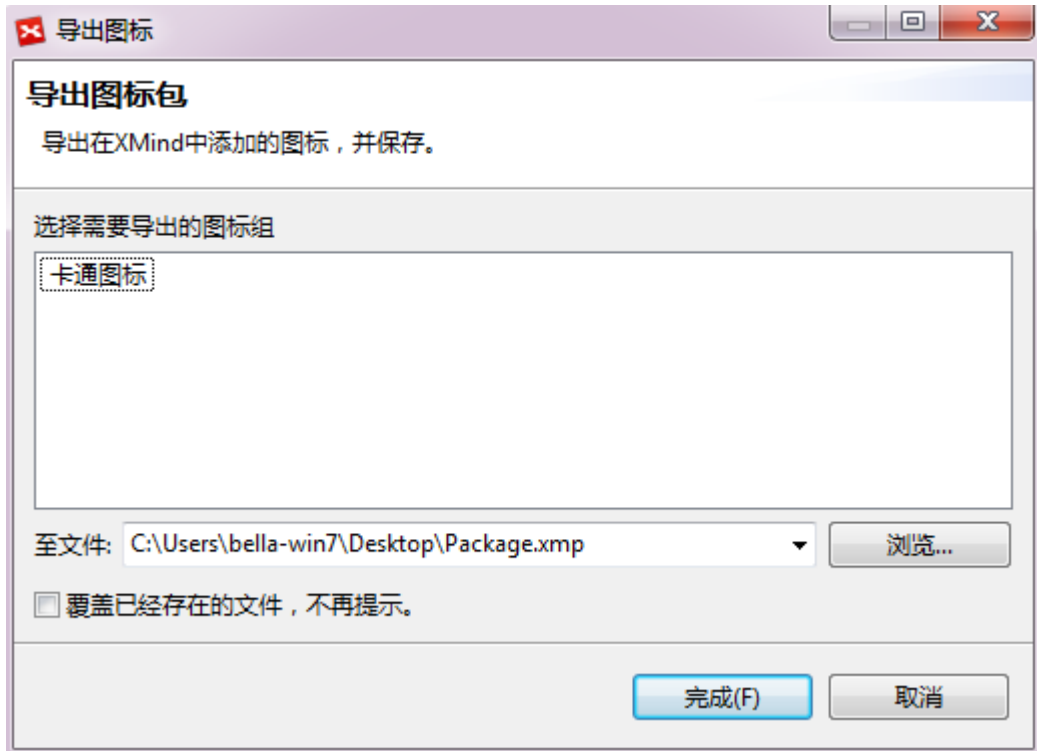 导出图标
导出图标包
导出在XMind中添加的图标，并保存。
选择需要导出的图标组
卡通图标
至文件: C:\Users\bella-win7\Desktop\Package.xmp 浏览...
覆盖已经存在的文件，不再提示。
完成(F) 取消